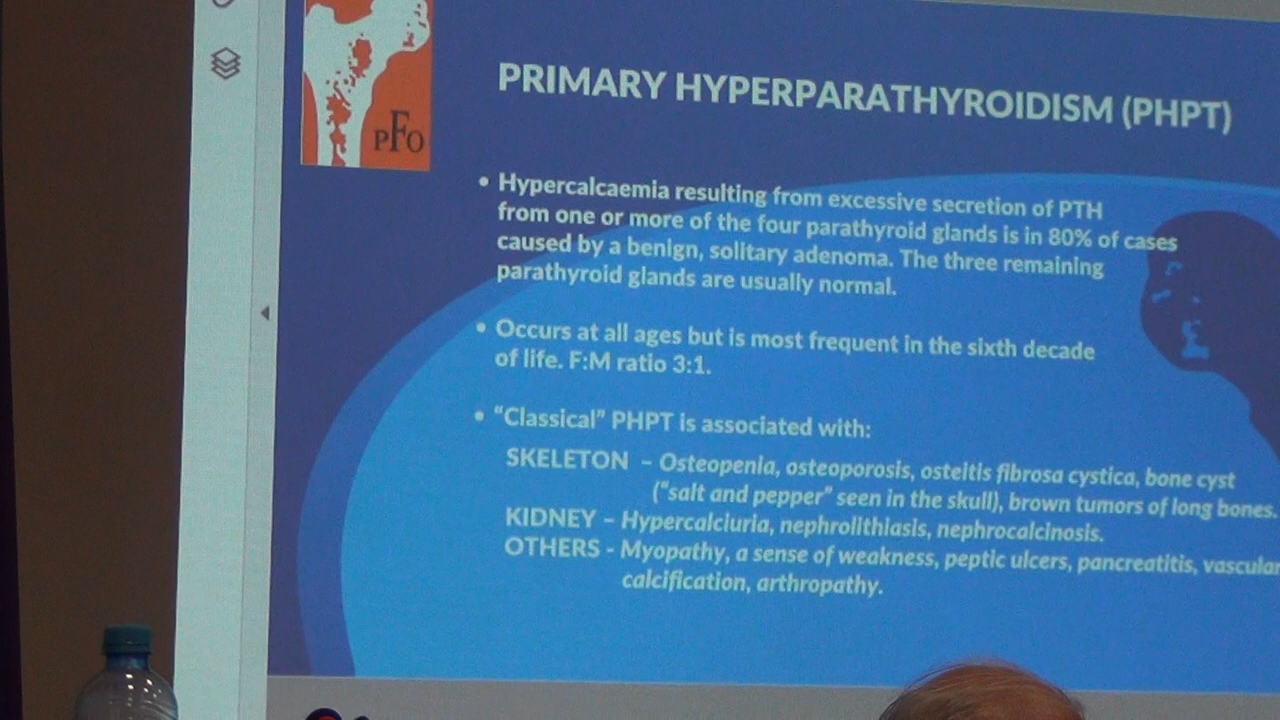 PFO
PRIMARY HYPERPARATHYROIDISM (PHPT)
• Hypercalcaemia resulting from excessive secretion of PTH
from one or more of the four parathyroid glands is in 80% of cases
caused by a benign, solitary adenoma. The three remaining
parathyroid glands are usually normal.
• Occurs at all ages but is most frequent in the sixth decade
of life. F:M ratio 3:1.
• “Classical” PHPT is associated with:
SKELETON – Osteopenia, osteoporosis, osteitis fibrosa cystica, bone cyst
(“salt and pepper” seen in the skull), brown tumors of long bones.
KIDNEY – Hypercalciuria, nephrolithiasis, nephrocalcinosis.
OTHERS - Myopathy, a sense of weakness, peptic ulcers, pancreatitis, vascular
calcification, arthropathy.